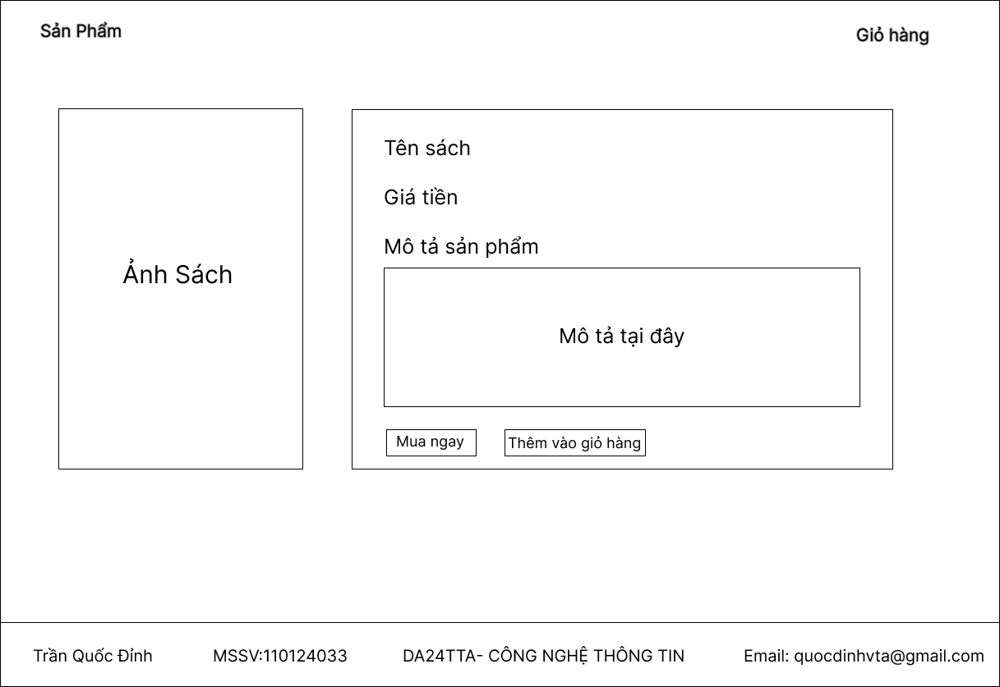 Sản Phẩm
Giỏ hàng
Ảnh Sách
Tên sách
Giá tiền
Mô tả sản phẩm
Mô tả tại đây
Mua ngay
Thêm vào giỏ hàng
Trần Quốc Đỉnh
MSSV:110124033
DA24TTA- CÔNG NGHỆ THÔNG TIN
Email: quocdinhvta@gmail.com